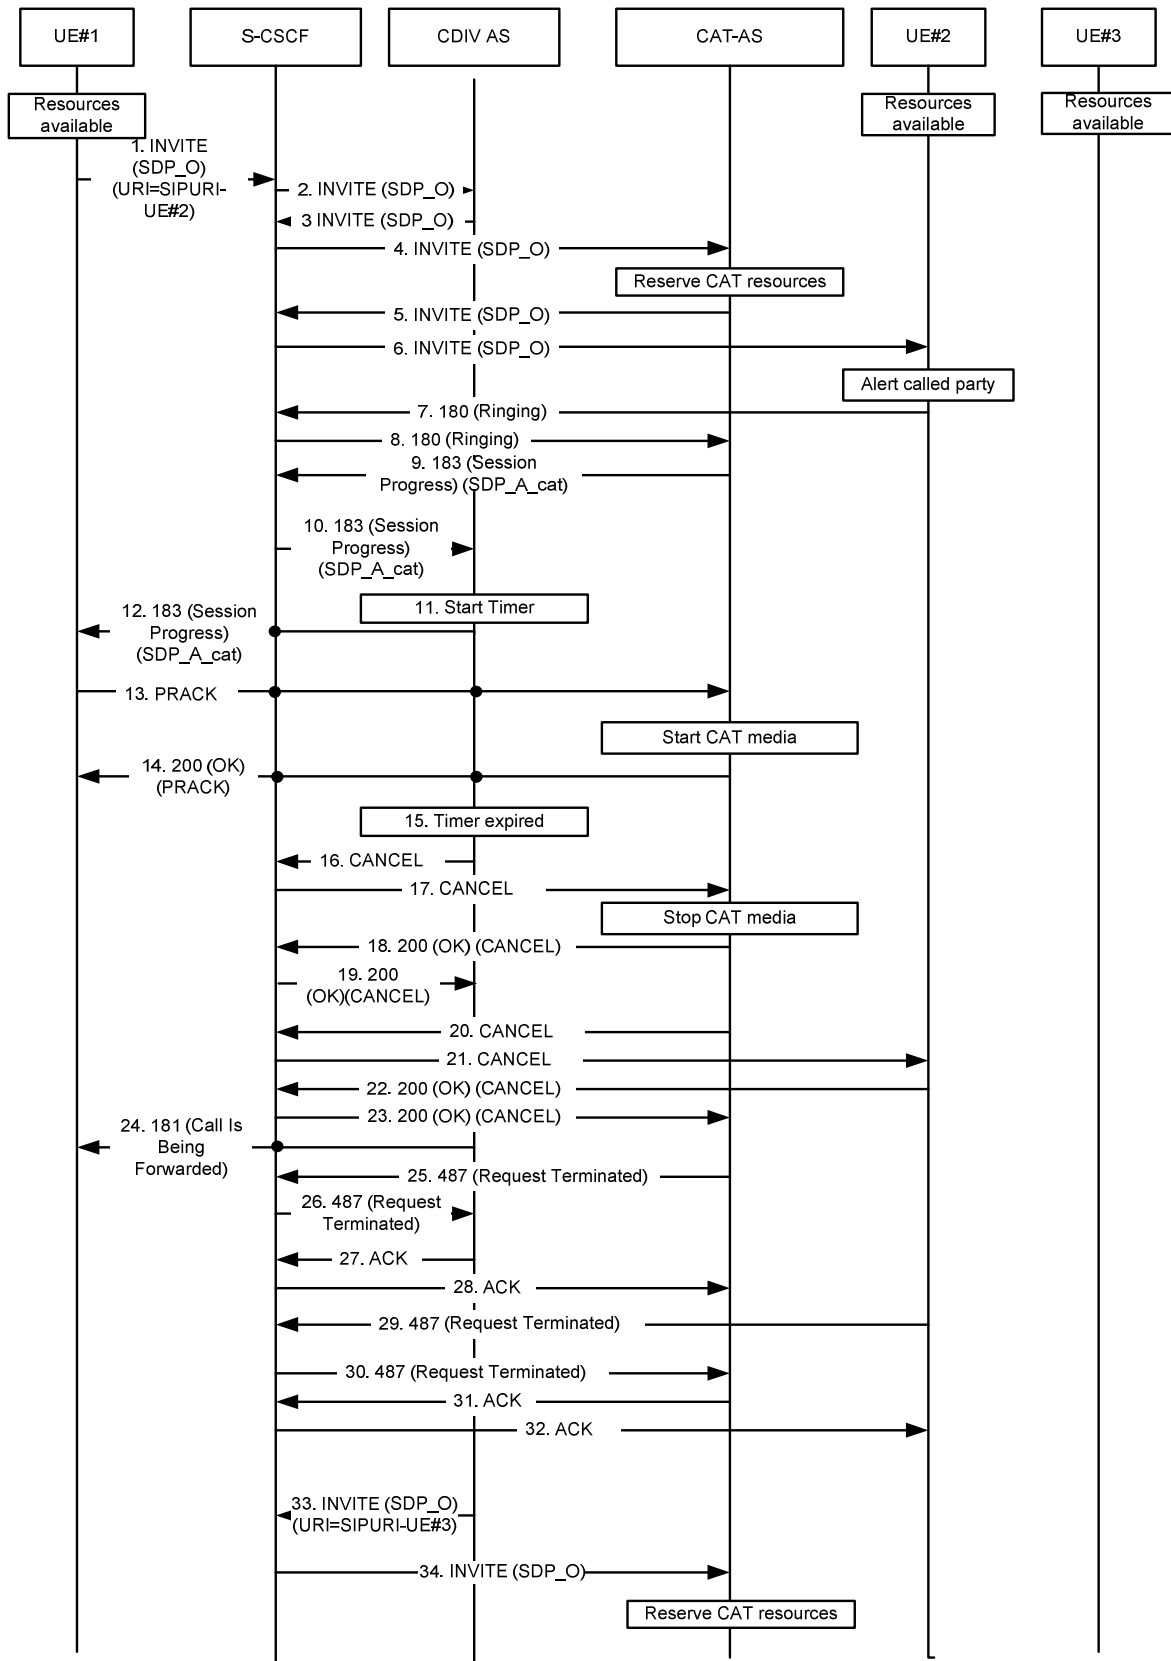 UE#1
S-CSCF
CDIV AS
CAT-AS
UE#2
UE#3
Resources
available
Resources
available
Resources
available
1. INVITE
(SDP_O)
(URI=SIPURI-
UE#2)
2. INVITE (SDP_O)
3 INVITE (SDP_O)
4. INVITE (SDP_O)
Reserve CAT resources
5. INVITE (SDP_O)
6. INVITE (SDP_O)
Alert called party
7. 180 (Ringing)
8. 180 (Ringing)
9. 183 (Session
Progress) (SDP_A_cat)
10. 183 (Session
Progress)
(SDP_A_cat)
11. Start Timer
12. 183 (Session
Progress)
(SDP_A_cat)
13. PRACK
Start CAT media
14. 200 (OK)
(PRACK)
15. Timer expired
16. CANCEL
17. CANCEL
Stop CAT media
18. 200 (OK) (CANCEL)
19. 200
(OK)(CANCEL)
20. CANCEL
21. CANCEL
22. 200 (OK) (CANCEL)
23. 200 (OK) (CANCEL)
24. 181 (Call Is
Being
Forwarded)
25. 487 (Request Terminated)
26. 487 (Request
Terminated)
27. ACK
28. ACK
29. 487 (Request Terminated)
30. 487 (Request Terminated)
31. ACK
32. ACK
33. INVITE (SDP_O)
(URI=SIPURI-UE#3)
34. INVITE (SDP_O)
Reserve CAT resources